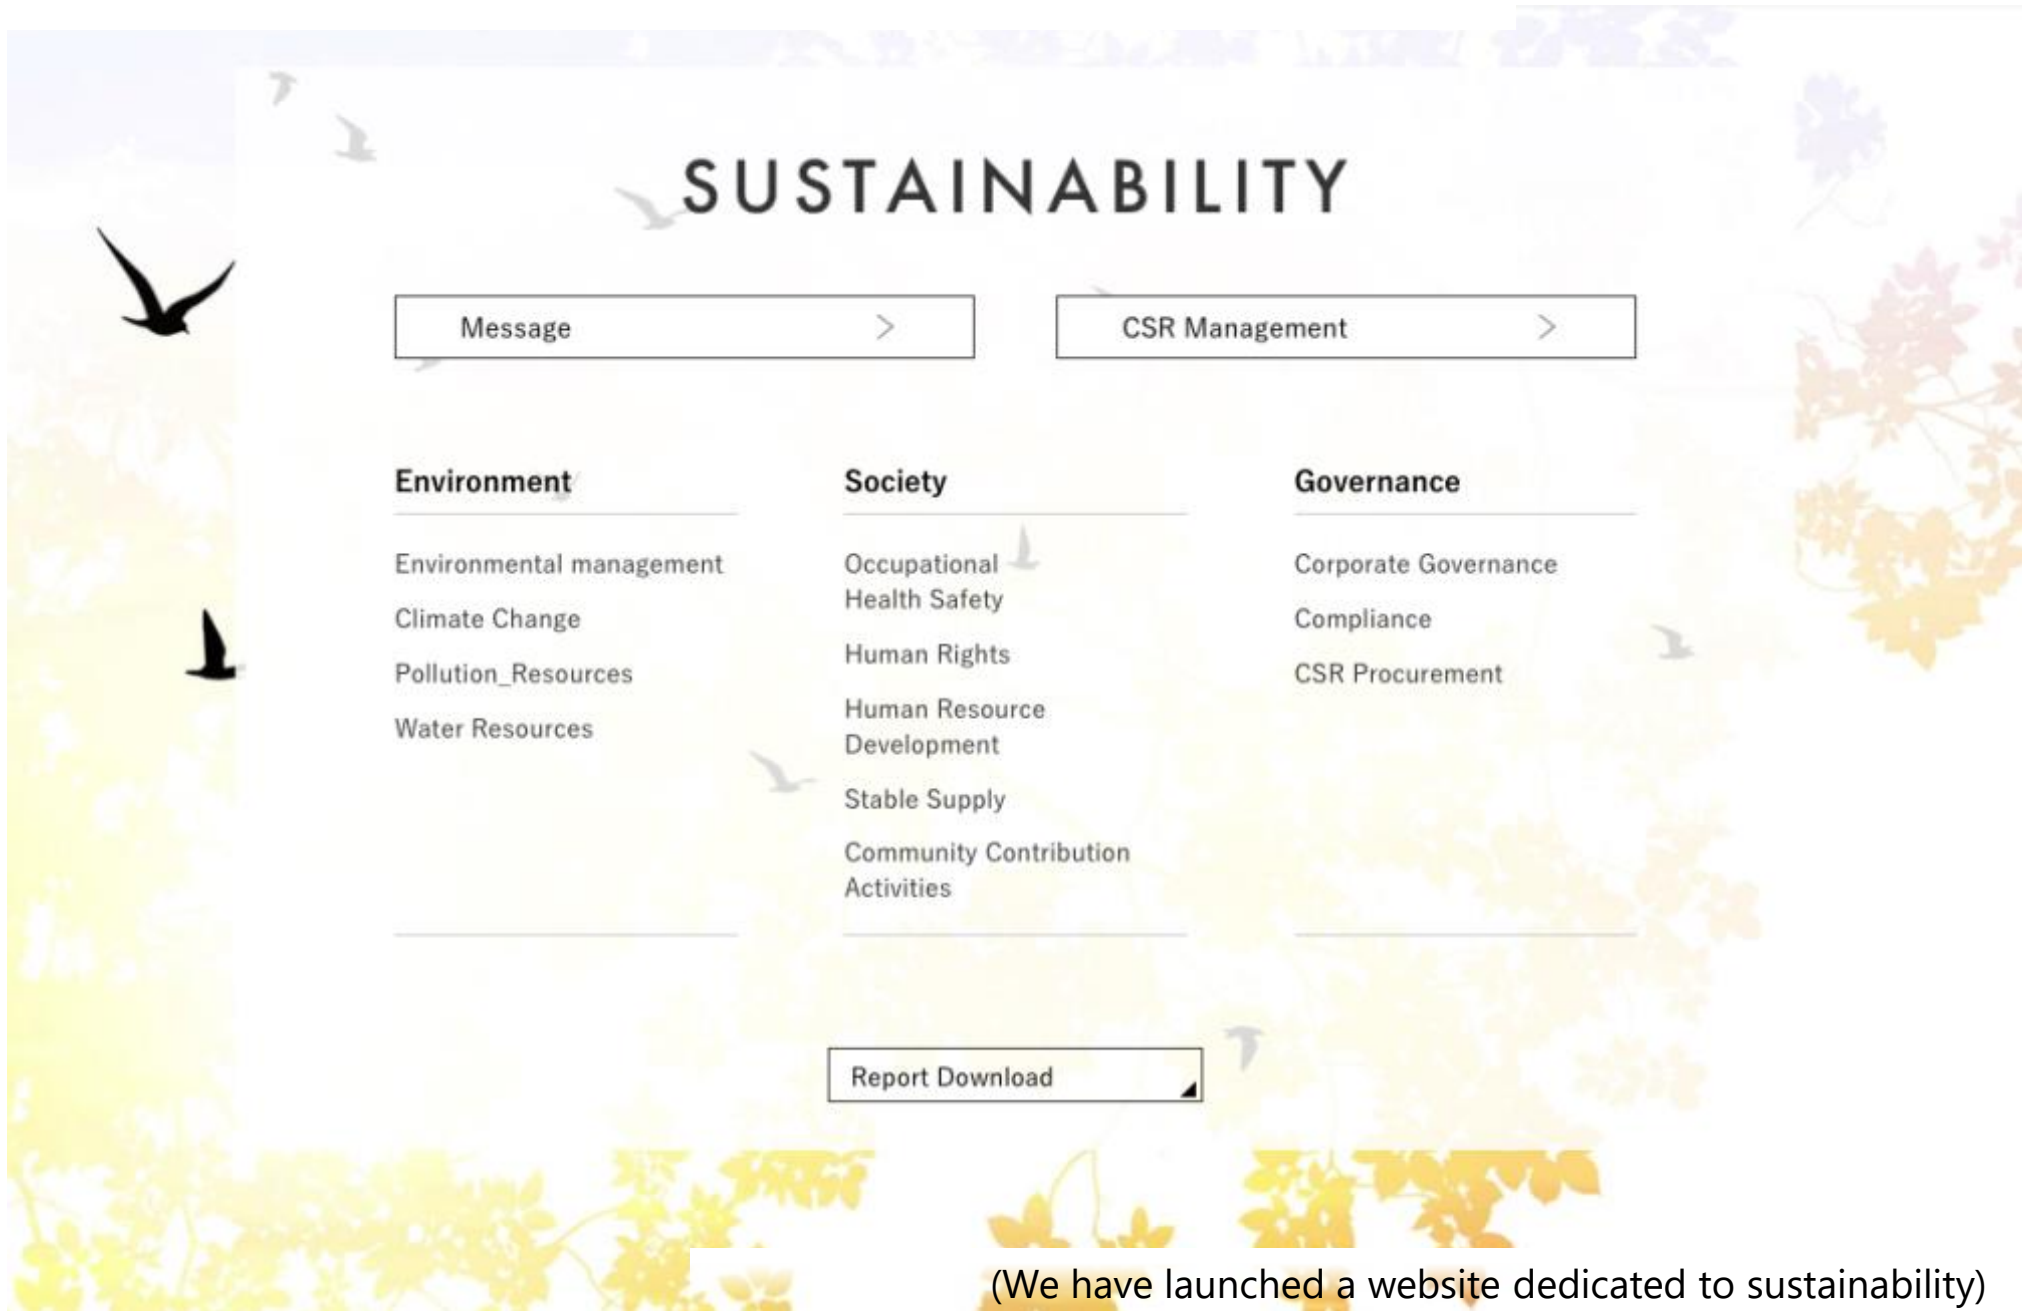 SUSTAINABILITY
Message
CSR Management
Environment
Environmental management
Climate Change
Pollution_Resources
Water Resources
Society
Occupational
Health Safety
Human Rights
Human Resource
Development
Stable Supply
Community Contribution
Activities
Governance
Corporate Governance
Compliance
CSR Procurement
Report Download
(We have launched a website dedicated to sustainability)